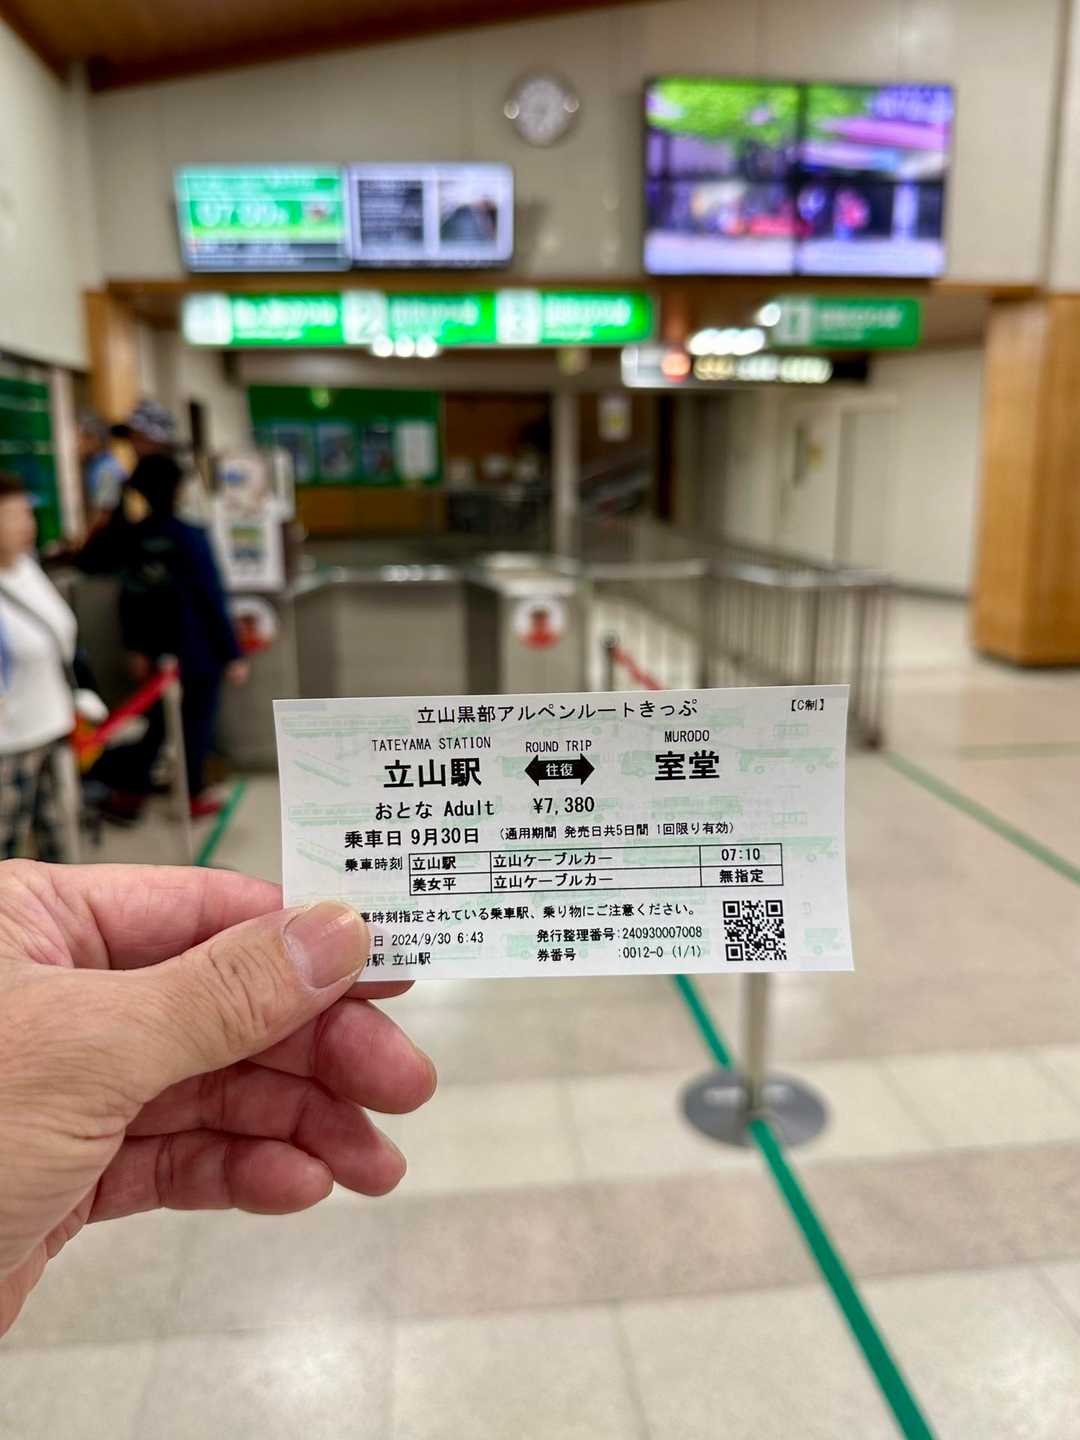 立山黒部アルペンルートきっぷ 【C制】
TATEYAMA STATION ROUND TRIP MURODO
立山駅 往復 室堂
おとな Adult ¥7,380
乗車日 9月30日 (通用期間 発売日共5日間 1回限り有効)
乗車時刻 立山駅 立山ケーブルカー 07:10
美女平 立山ケーブルカー 無指定
車時刻指定されている乗車駅、乗り物にご注意ください。
日 2024/9/30 6:43 発行整理番号:240930007008
駅 立山駅 券番号 :0012-0 (1/1)